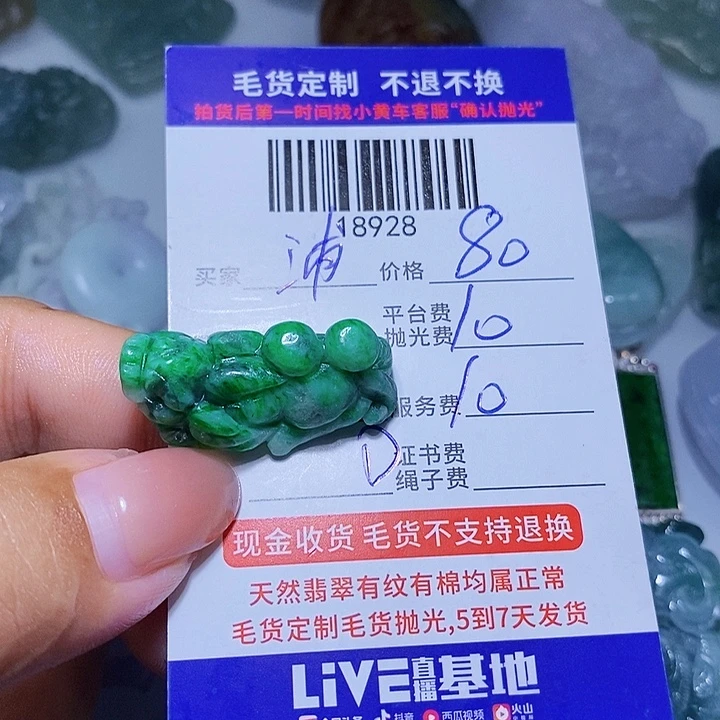 毛货定制 不退不换
拍货后第一时间找小黄车客服“确认抛光”
18928
买家 浦 价格 80
平台费
抛光费 10
服务费 10
D 证书费
绳子费
现金收货 毛货不支持退换
天然翡翠有纹有棉均属正常
毛货定制毛货抛光,5到7天发货
LiVE直播基地
抖音 西瓜视频 火山